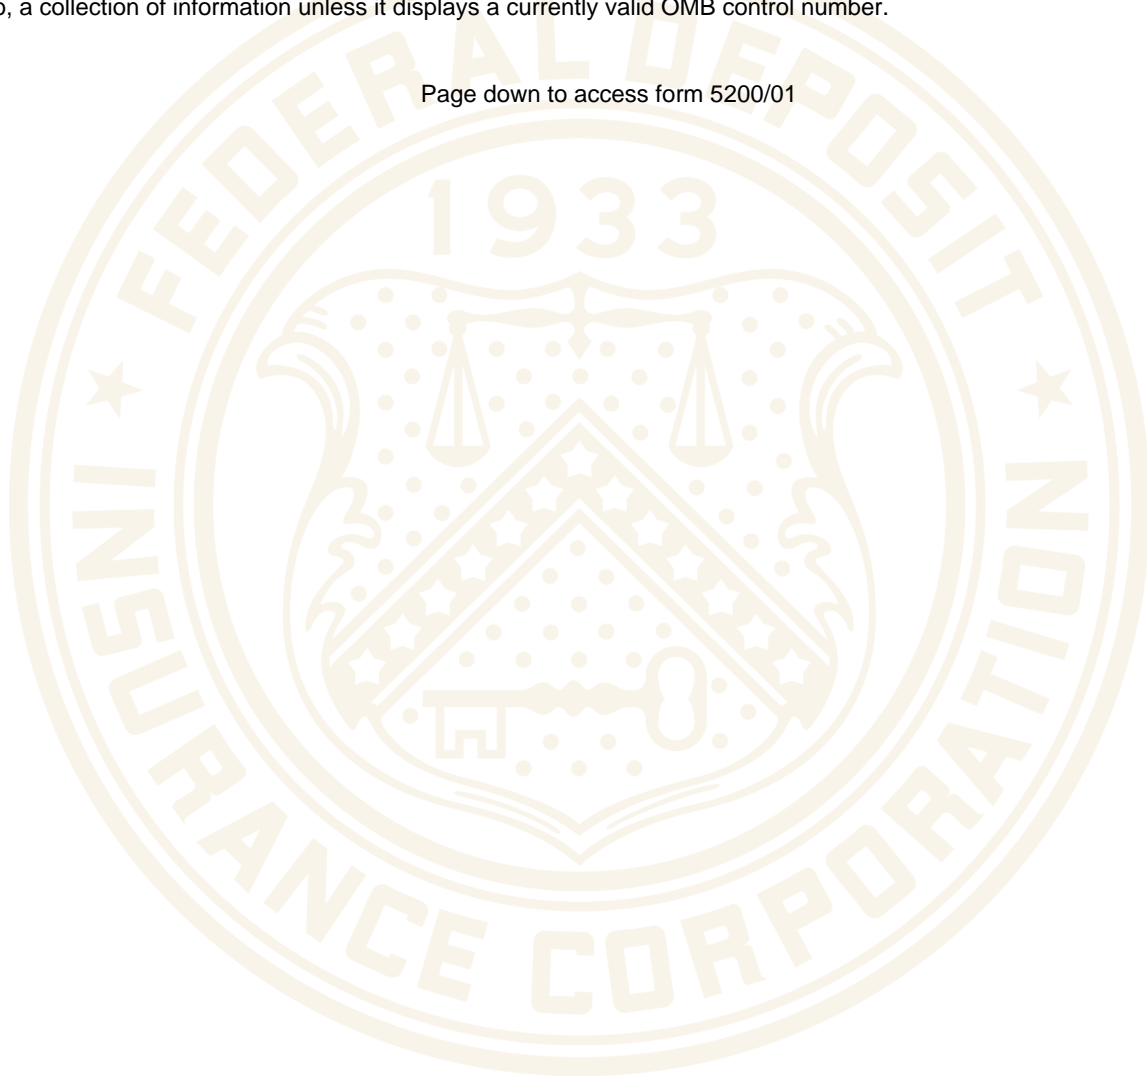 o, a collection of information unless it displays a currently valid OMB control number.
Page down to access form 5200/01
FEDERAL DEPOSIT
1933
INSURANCE CORPORATION